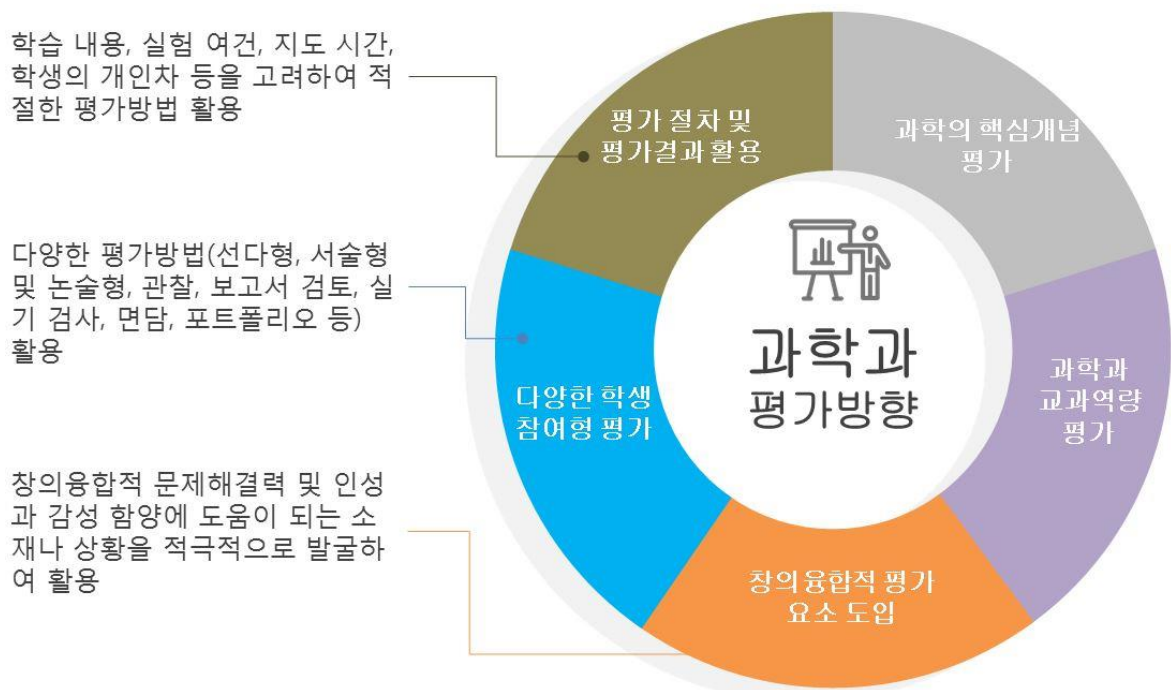 학습 내용, 실험 여건, 지도 시간,
학생의 개인차 등을 고려하여 적
절한 평가방법 활용
다양한 평가방법(선다형, 서술형
및 논술형, 관찰, 보고서 검토, 실
기 검사, 면담, 포트폴리오 등)
활용
창의융합적 문제해결력 및 인성
과 감성 함양에 도움이 되는 소
재나 상황을 적극적으로 발굴하
여 활용
평가 절차 및
평가결과 활용
과학의 핵심개념
평가
과학과
교과역량
평가
창의융합적 평가
요소 도입
다양한 학생
참여형 평가
과학과
평가방향